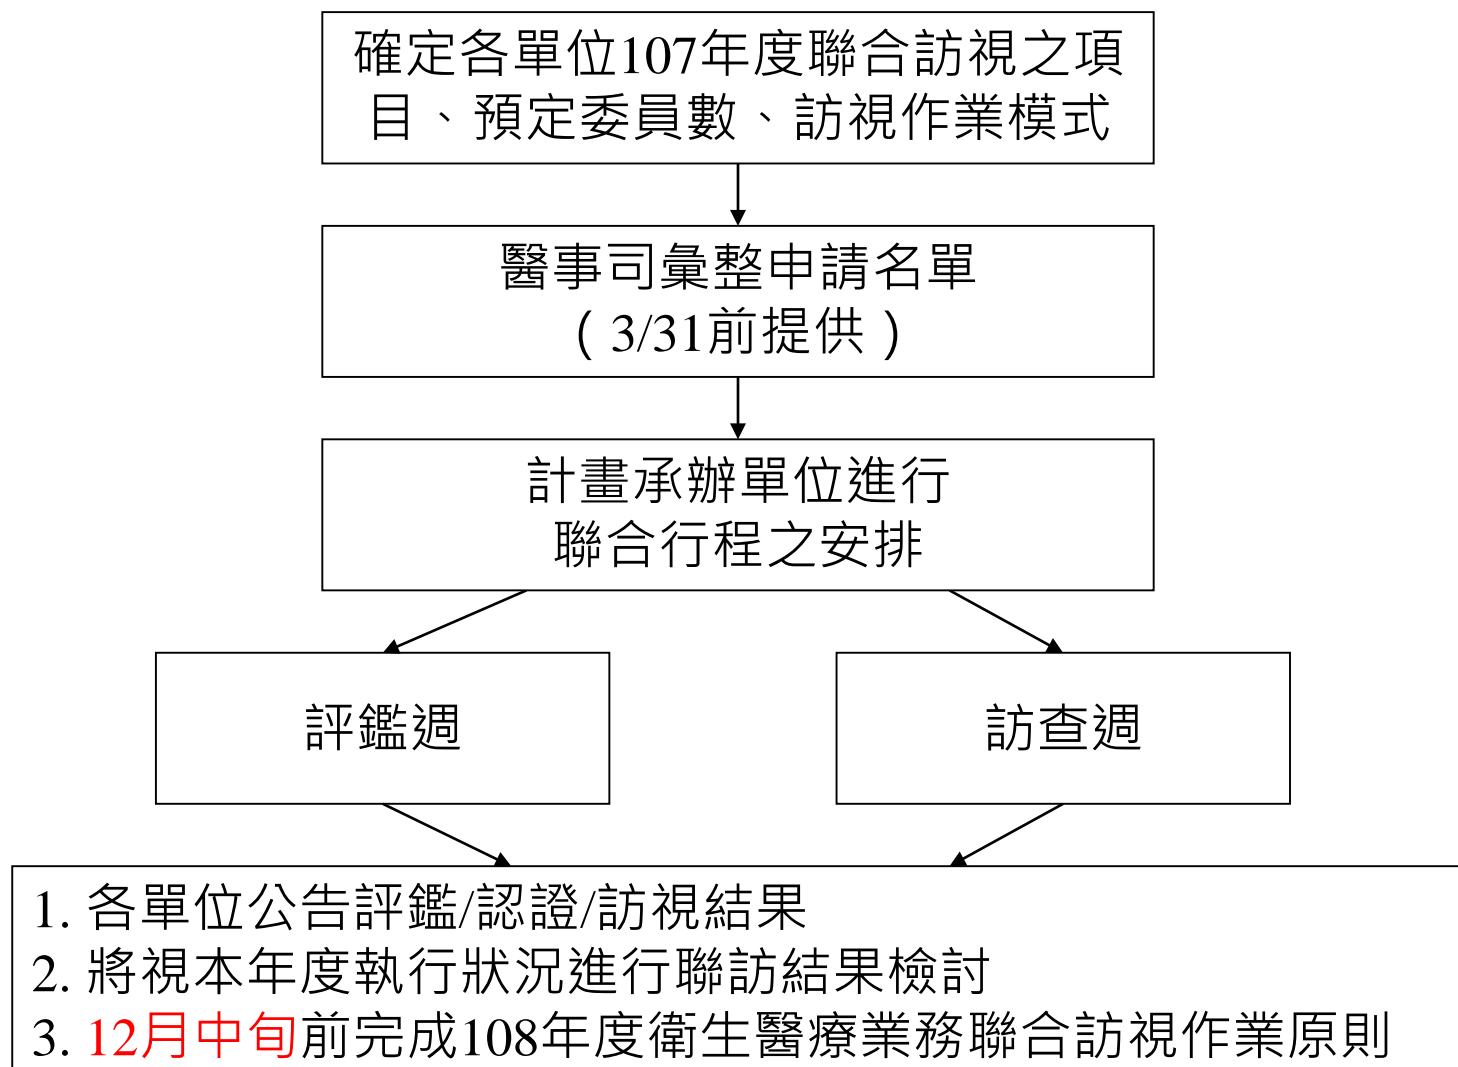 確定各單位107年度聯合訪視之項
目、預定委員數、訪視作業模式
醫事司彙整申請名單
（3/31前提供）
計畫承辦單位進行
聯合行程之安排
評鑑週
訪查週
1. 各單位公告評鑑/認證/訪視結果
2. 將視本年度執行狀況進行聯訪結果檢討
3. 12月中旬前完成108年度衛生醫療業務聯合訪視作業原則